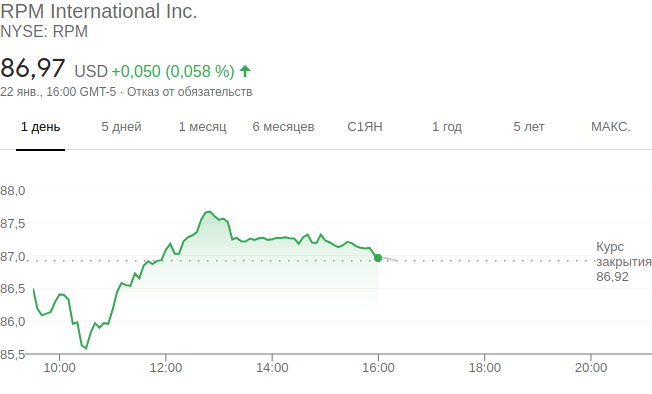 RPM International Inc.
NYSE: RPM
86,97 USD +0,050 (0,058 %)
22 янв., 16:00 GMT-5 · Отказ от обязательств
1 день 5 дней 1 месяц 6 месяцев С1ЯН 1 год 5 лет МАКС.
88,0
87,5
87,0
86,5
86,0
85,5
Курс
закрытия
86,92
10:00 12:00 14:00 16:00 18:00 20:00